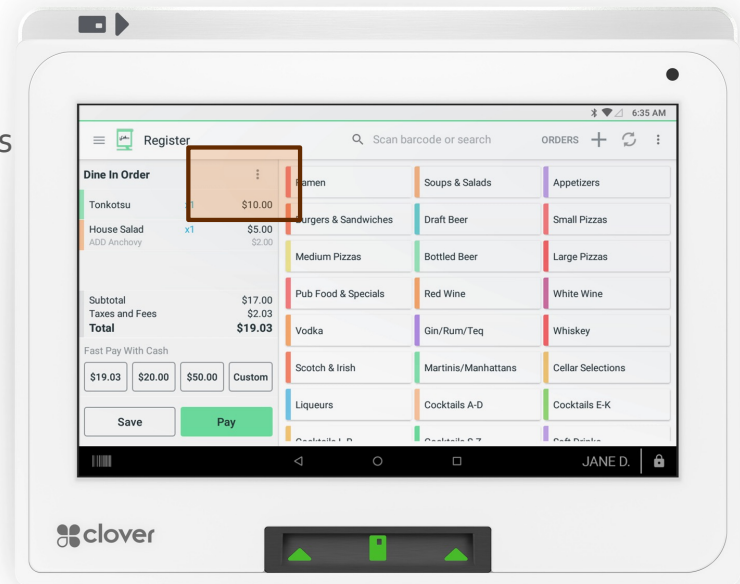 s
6:35 AM
Register
Scan barcode or search
ORDERS
Dine In Order
Tonkotsu x1 $10.00
House Salad x1 $5.00
ADD Anchovy $2.00
Subtotal $17.00
Taxes and Fees $2.03
Total $19.03
Fast Pay With Cash
$19.03 $20.00 $50.00 Custom
Save Pay
Ramen Soups & Salads Appetizers
Burgers & Sandwiches Draft Beer Small Pizzas
Medium Pizzas Bottled Beer Large Pizzas
Pub Food & Specials Red Wine White Wine
Vodka Gin/Rum/Teq Whiskey
Scotch & Irish Martinis/Manhattans Cellar Selections
Liqueurs Cocktails A-D Cocktails E-K
JANE D.
clover